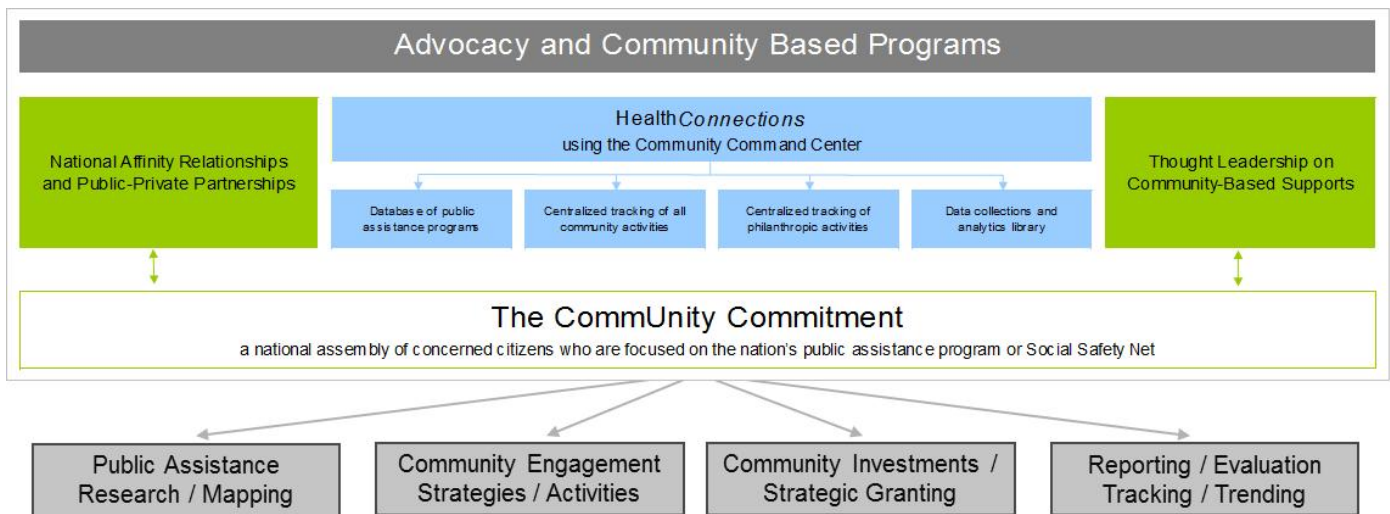 Advocacy and Community Based Programs
National Affinity Relationships
and Public-Private Partnerships
HealthConnections
using the Community Command Center
Database of public
assistance programs
Centralized tracking of all
community activities
Centralized tracking of
philanthropic activities
Data collections and
analytics library
Thought Leadership on
Community-Based Supports
The CommUnity Commitment
a national assembly of concerned citizens who are focused on the nation's public assistance program or Social Safety Net
Public Assistance
Research / Mapping
Community Engagement
Strategies / Activities
Community Investments /
Strategic Granting
Reporting / Evaluation
Tracking / Trending